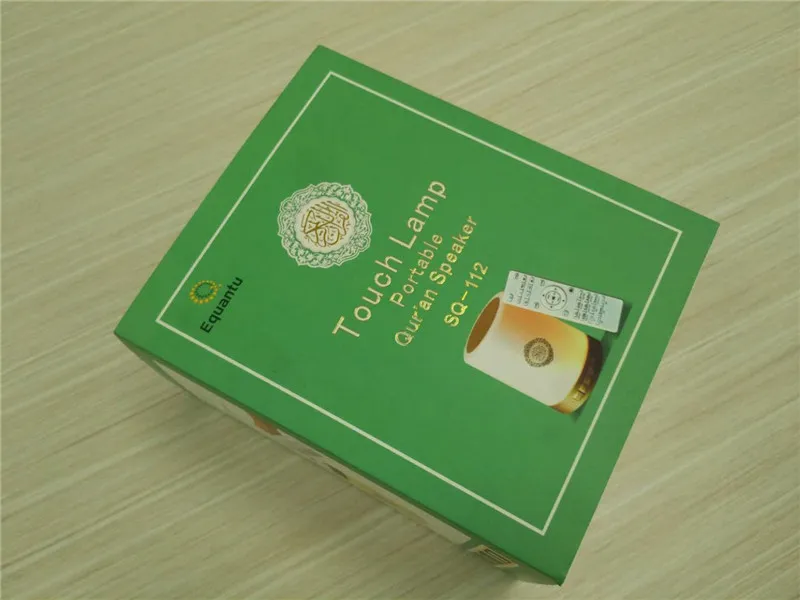 Equantu
Touch Lamp
Portable
Qur'an Speaker
SQ-112